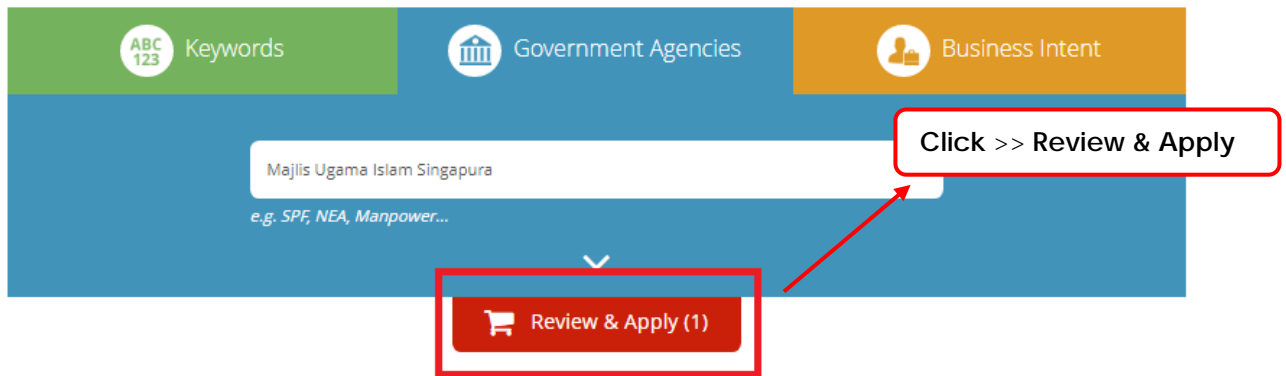 ABC
123
Keywords
Government Agencies
Business Intent
Click >> Review & Apply
Majlis Ugama Islam Singapura
e.g. SPF, NEA, Manpower...
Review & Apply (1)